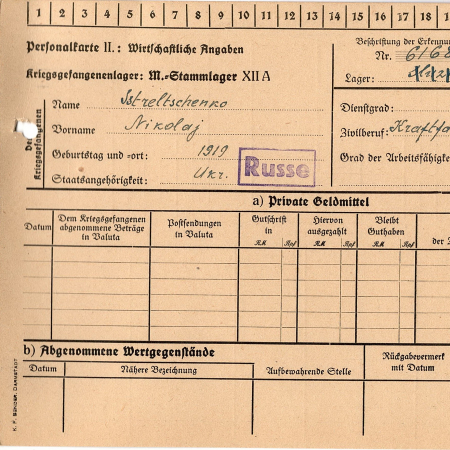 1 2 3 4 5 6 7 8 9 10 11 12 13 14 15 16 17 18
Personalkarte II.: Wirtschaftliche Angaben
Beschriftung der Erkennu
Kriegsgefangenenlager: M.-Stammlager XII A
Nr. 6168
Lager:
Des Kriegsgefangenen
Name Istreltschenko
Vorname Nikolaj
Geburtstag und -ort: 1919
Staatsangehörigkeit: Ukr.
Russe
Dienstgrad:
Zivilberuf: Kraftfa
Grad der Arbeitsfähigke
a) Private Geldmittel
Datum
Dem Kriegsgefangenen
abgenommene Beträge
in Valuta
Postsendungen
in Valuta
Gutschrift
in
RM Rpf
Hiervon
ausgezahlt
RM Rpf
Bleibt
Guthaben
RM Rpf
der
b) Abgenommene Wertgegenstände
Datum
Nähere Bezeichnung
Aufbewahrende Stelle
Rückgabevermerk
mit Datum
K. F. BENDER, DARMSTADT